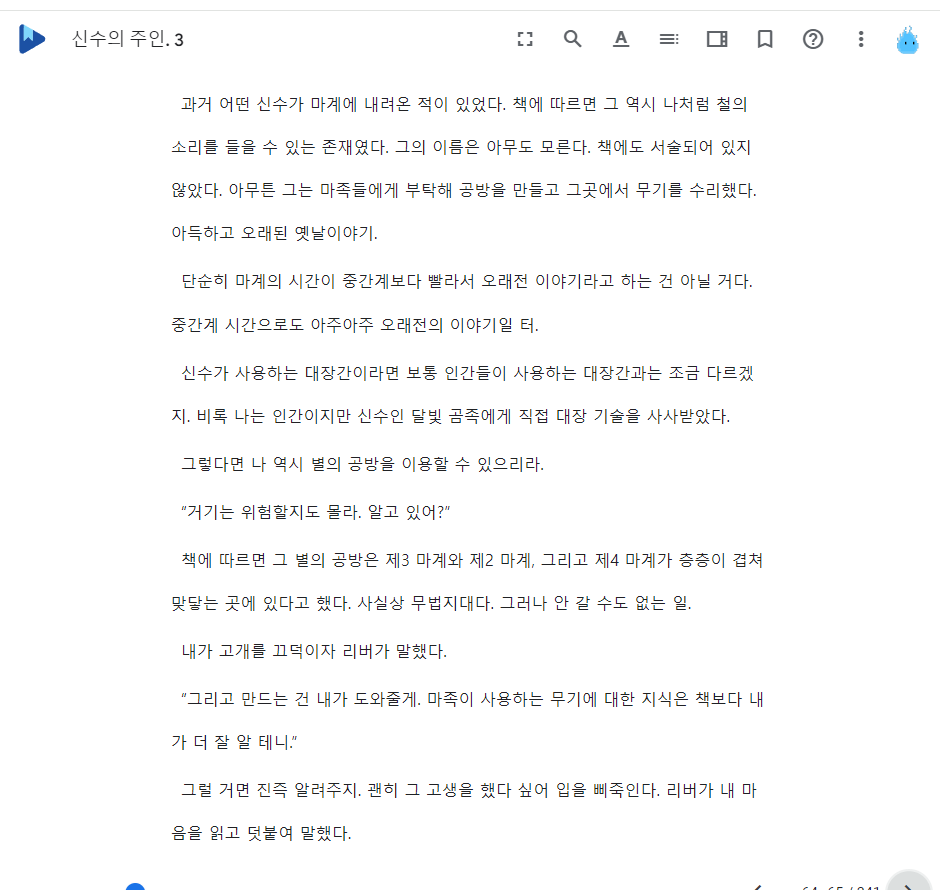 신수의 주인. 3
과거 어떤 신수가 마계에 내려온 적이 있었다. 책에 따르면 그 역시 나처럼 철의
소리를 들을 수 있는 존재였다. 그의 이름은 아무도 모른다. 책에도 서술되어 있지
않았다. 아무튼 그는 마족들에게 부탁해 공방을 만들고 그곳에서 무기를 수리했다.
아득하고 오래된 옛날이야기.
단순히 마계의 시간이 중간계보다 빨라서 오래전 이야기라고 하는 건 아닐 거다.
중간계 시간으로도 아주아주 오래전의 이야기일 터.
신수가 사용하는 대장간이라면 보통 인간들이 사용하는 대장간과는 조금 다르겠
지. 비록 나는 인간이지만 신수인 달빛 곰족에게 직접 대장 기술을 사사받았다.
그렇다면 나 역시 별의 공방을 이용할 수 있으리라.
“거기는 위험할지도 몰라. 알고 있어?”
책에 따르면 그 별의 공방은 제3 마계와 제2 마계, 그리고 제4 마계가 층층이 겹쳐
맞닿는 곳에 있다고 했다. 사실상 무법지대다. 그러나 안 갈 수도 없는 일.
내가 고개를 끄덕이자 리버가 말했다.
“그리고 만드는 건 내가 도와줄게. 마족이 사용하는 무기에 대한 지식은 책보다 내
가 더 잘 알 테니.”
그럴 거면 진즉 알려주지. 괜히 그 고생을 했다 싶어 입을 삐죽인다. 리버가 내 마
음을 읽고 덧붙여 말했다.